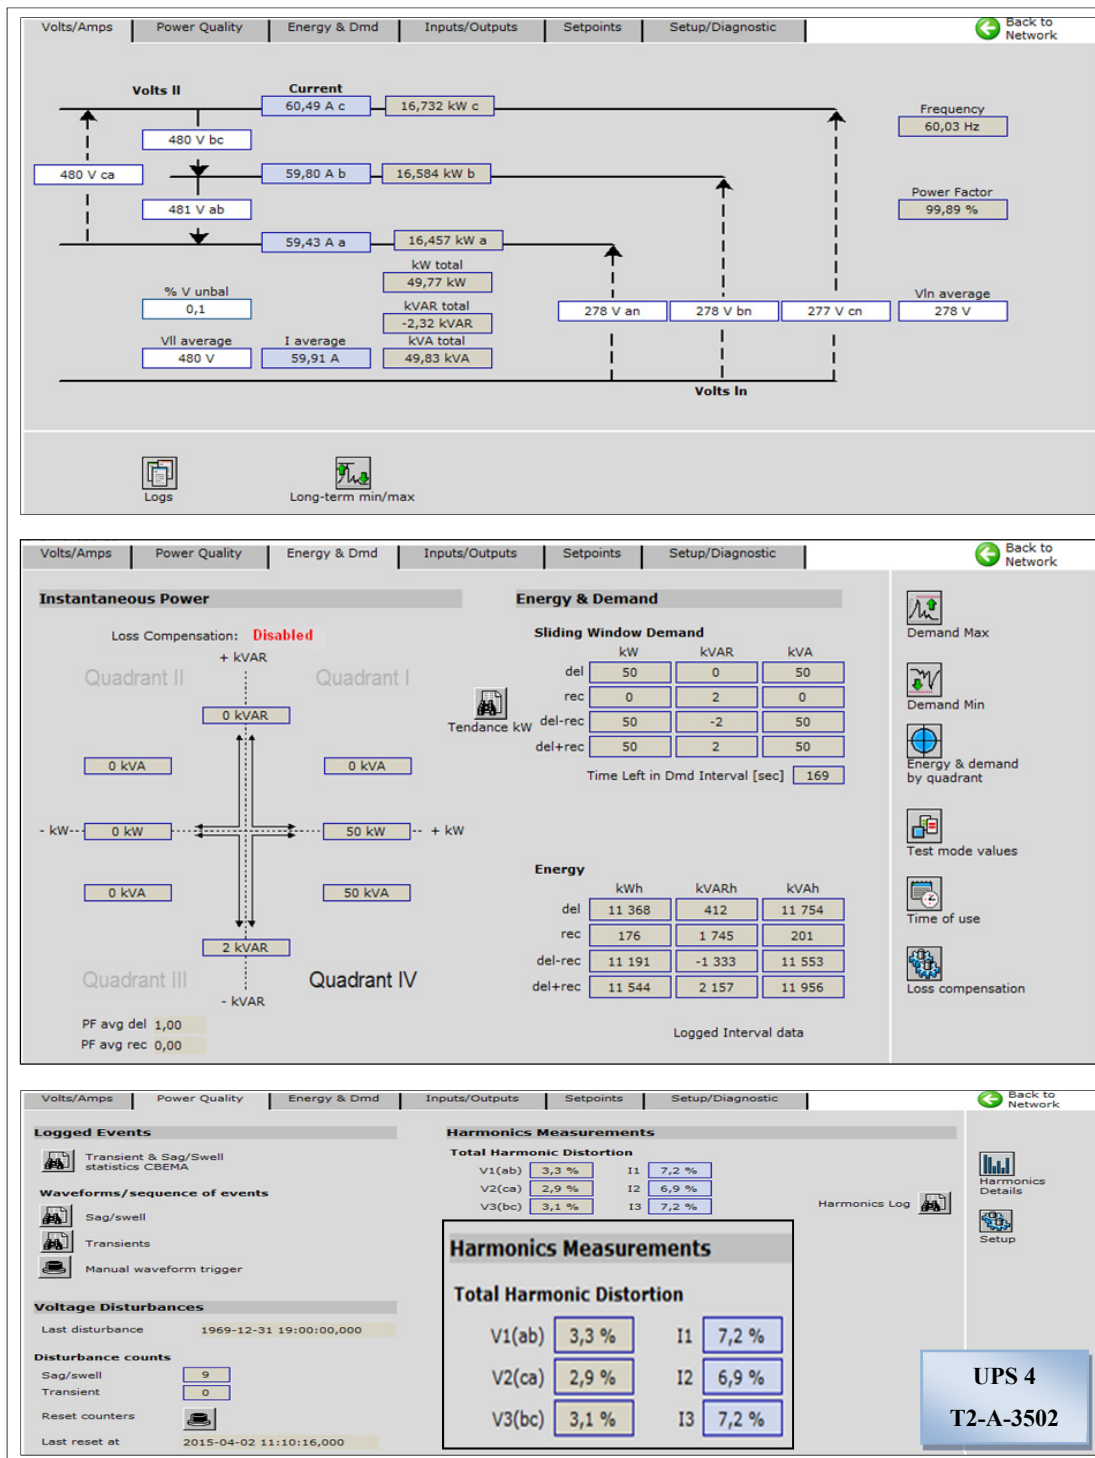 Volts/Amps Power Quality Energy & Dmd Inputs/Outputs Setpoints Setup/Diagnostic Back to Network
Volts ll Current
60,49 A c 16,732 kW c
Frequency
60,03 Hz
480 V bc
480 V ca 59,80 A b 16,584 kW b
Power Factor
99,89 %
481 V ab
59,43 A a 16,457 kW a
kW total
49,77 kW
% V unbal
0,1
kVAR total
-2,32 kVAR
278 V an 278 V bn 277 V cn
Vln average
278 V
Vll average I average kVA total
480 V 59,91 A 49,83 kVA
Volts ln
Logs Long-term min/max
Volts/Amps Power Quality Energy & Dmd Inputs/Outputs Setpoints Setup/Diagnostic Back to Network
Instantaneous Power
Loss Compensation: Disabled
+ kVAR
Quadrant II Quadrant I
0 kVAR
0 kVA 0 kVA
- kW 0 kW 50 kW + kW
0 kVA 50 kVA
2 kVAR
Quadrant III Quadrant IV
- kVAR
PF avg del 1,00
PF avg rec 0,00
Tendance kW
Energy & Demand
Sliding Window Demand
kW kVAR kVA
del 50 0 50
rec 0 2 0
del-rec 50 -2 50
del+rec 50 2 50
Time Left in Dmd Interval [sec] 169
Energy
kWh kVARh kVAh
del 11 368 412 11 754
rec 176 1 745 201
del-rec 11 191 -1 333 11 553
del+rec 11 544 2 157 11 956
Logged Interval data
Demand Max
Demand Min
Energy & demand
by quadrant
Test mode values
Time of use
Loss compensation
Volts/Amps Power Quality Energy & Dmd Inputs/Outputs Setpoints Setup/Diagnostic Back to Network
Logged Events
Transient & Sag/Swell
statistics CBEMA
Waveforms/sequence of events
Sag/swell
Transients
Manual waveform trigger
Voltage Disturbances
Last disturbance 1969-12-31 19:00:00,000
Disturbance counts
Sag/swell 9
Transient 0
Reset counters
Last reset at 2015-04-02 11:10:16,000
Harmonics Measurements
Total Harmonic Distortion
V1(ab) 3,3 % I1 7,2 %
V2(ca) 2,9 % I2 6,9 %
V3(bc) 3,1 % I3 7,2 %
Harmonics Log
Harmonics
Details
Setup
Harmonics Measurements
Total Harmonic Distortion
V1(ab) 3,3 % I1 7,2 %
V2(ca) 2,9 % I2 6,9 %
V3(bc) 3,1 % I3 7,2 %
UPS 4
T2-A-3502